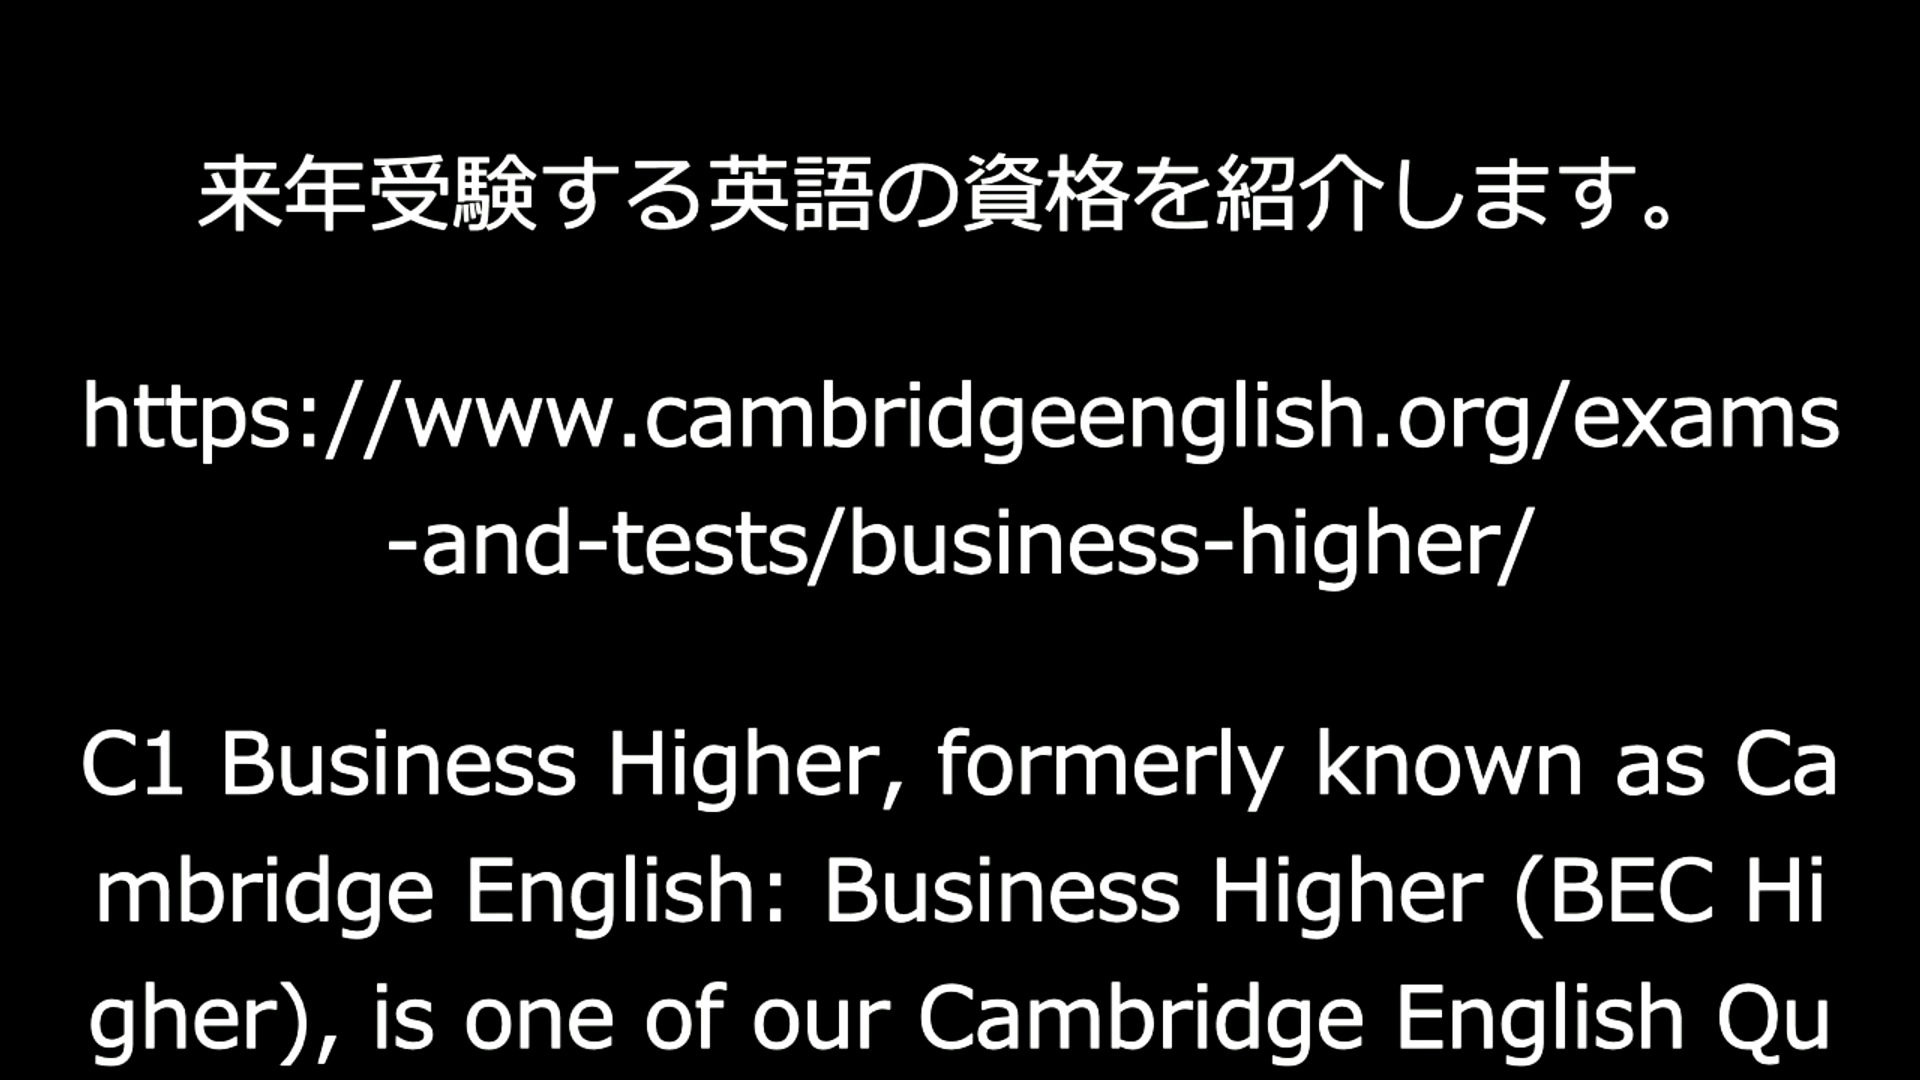 来年受験する英語の資格を紹介します。
https://www.cambridgeenglish.org/exams
-and-tests/business-higher/
C1 Business Higher, formerly known as Ca
mbridge English: Business Higher (BEC Hi
gher), is one of our Cambridge English Qu